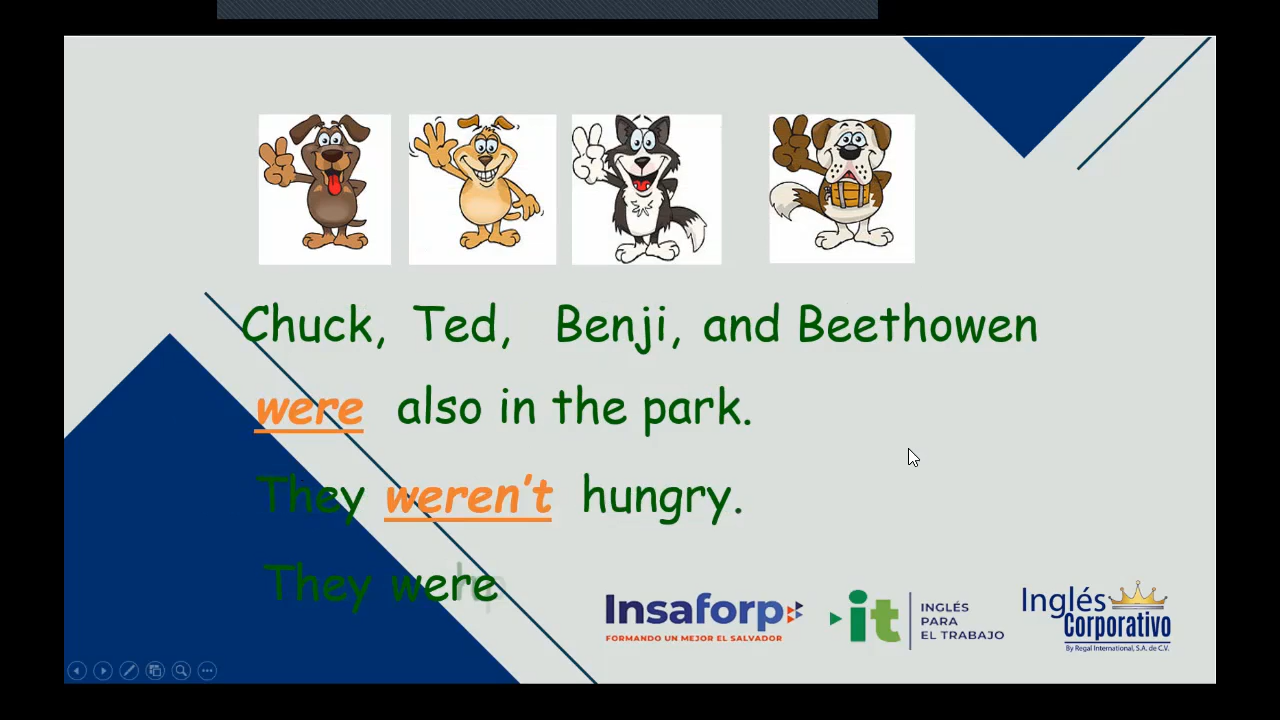 Chuck, Ted, Benji, and Beethowen
were also in the park.
They weren't hungry.
They were
Insaforp
FORMANDO UN MEJOR EL SALVADOR
it
INGLÉS
PARA
EL TRABAJO
Inglés
Corporativo
By Regal International, S.A. de C.V.